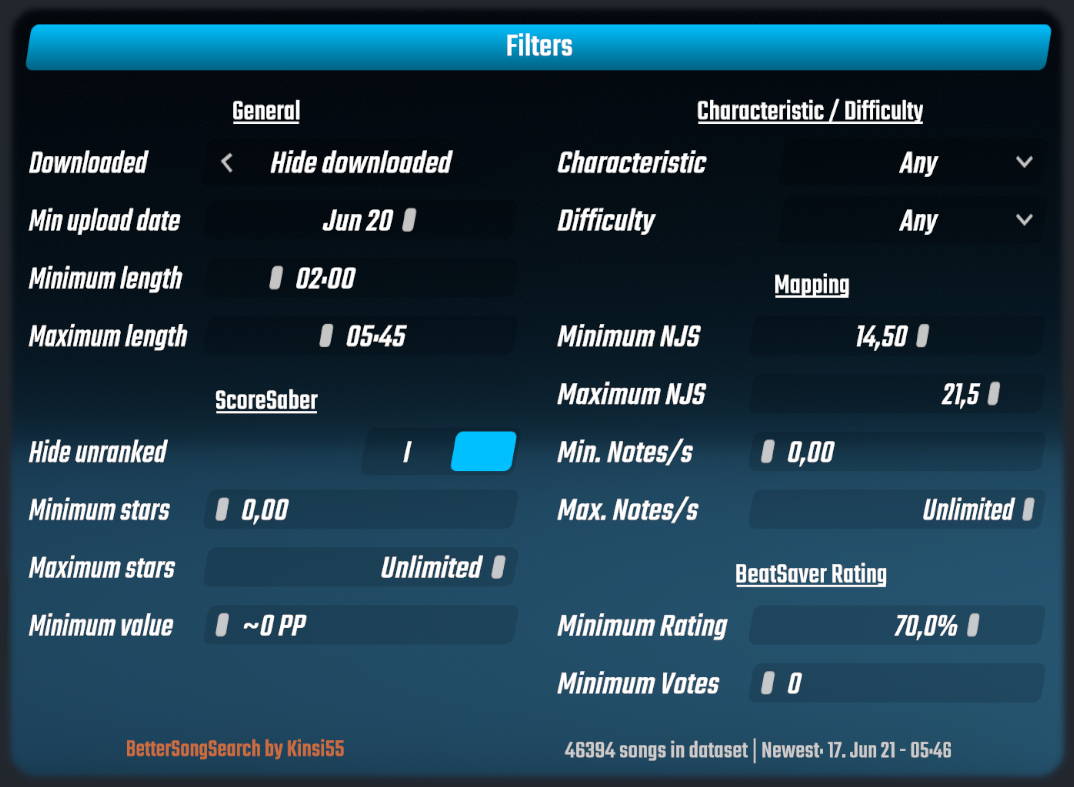 Filters
General
Downloaded < Hide downloaded
Min upload date Jun 20
Minimum length 02:00
Maximum length 05:45
ScoreSaber
Hide unranked I
Minimum stars 0,00
Maximum stars Unlimited
Minimum value ~0 PP
BetterSongSearch by Kinsi55
Characteristic / Difficulty
Characteristic Any
Difficulty Any
Mapping
Minimum NJS 14,50
Maximum NJS 21,5
Min. Notes/s 0,00
Max. Notes/s Unlimited
BeatSaver Rating
Minimum Rating 70,0%
Minimum Votes 0
46394 songs in dataset | Newest: 17. Jun 21 - 05:46